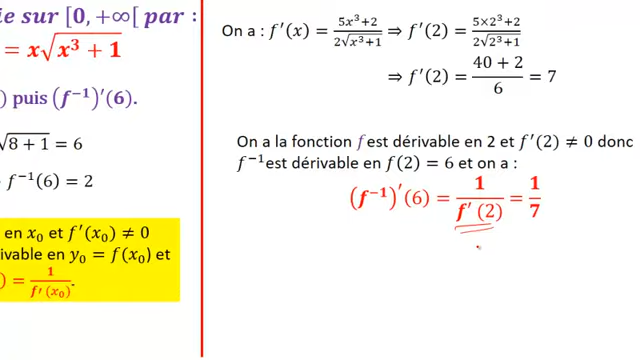 ie sur [0, +∞[ par :
= x√(x³ + 1)
) puis (f⁻¹)′(6).
√(8 + 1) = 6
f⁻¹(6) = 2
en x₀ et f′(x₀) ≠ 0
ivable en y₀ = f(x₀) et
) = 1/f′(x₀).
On a : f′(x) = (5x³+2)/(2√(x³+1)) ⇒ f′(2) = (5×2³+2)/(2√(2³+1))
⇒ f′(2) = (40 + 2)/6 = 7
On a la fonction f est dérivable en 2 et f′(2) ≠ 0 donc
f⁻¹ est dérivable en f(2) = 6 et on a :
(f⁻¹)′(6) = 1/f′(2) = 1/7